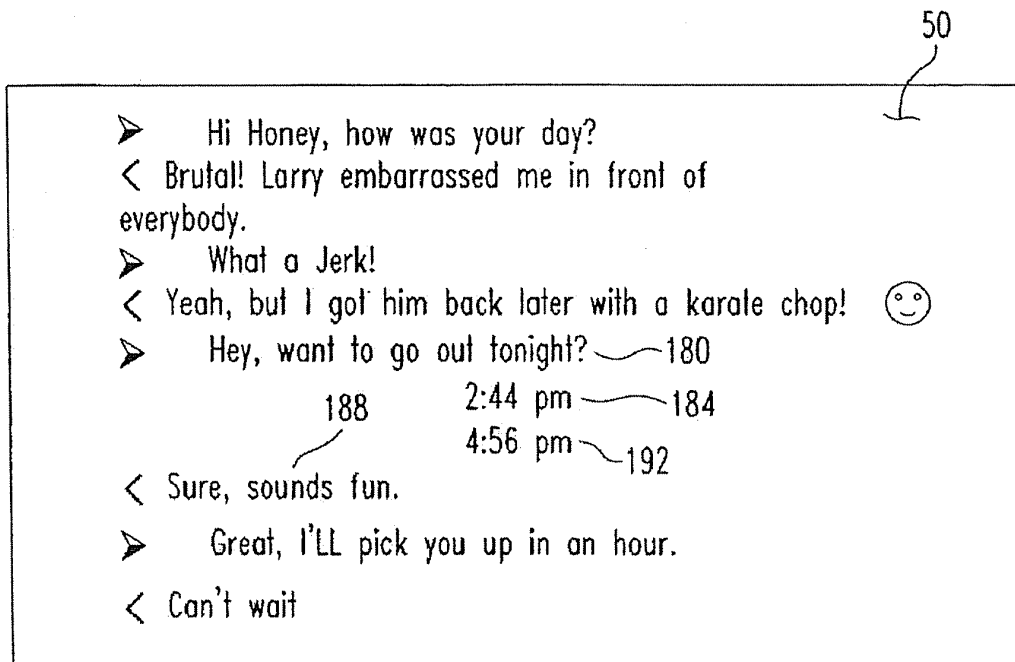 50
➢ Hi Honey, how was your day?
< Brutal! Larry embarrassed me in front of
everybody.
➢ What a Jerk!
< Yeah, but I got him back later with a karate chop! ☺
➢ Hey, want to go out tonight? 180
188 2:44 pm 184
4:56 pm 192
< Sure, sounds fun.
➢ Great, I'LL pick you up in an hour.
< Can't wait